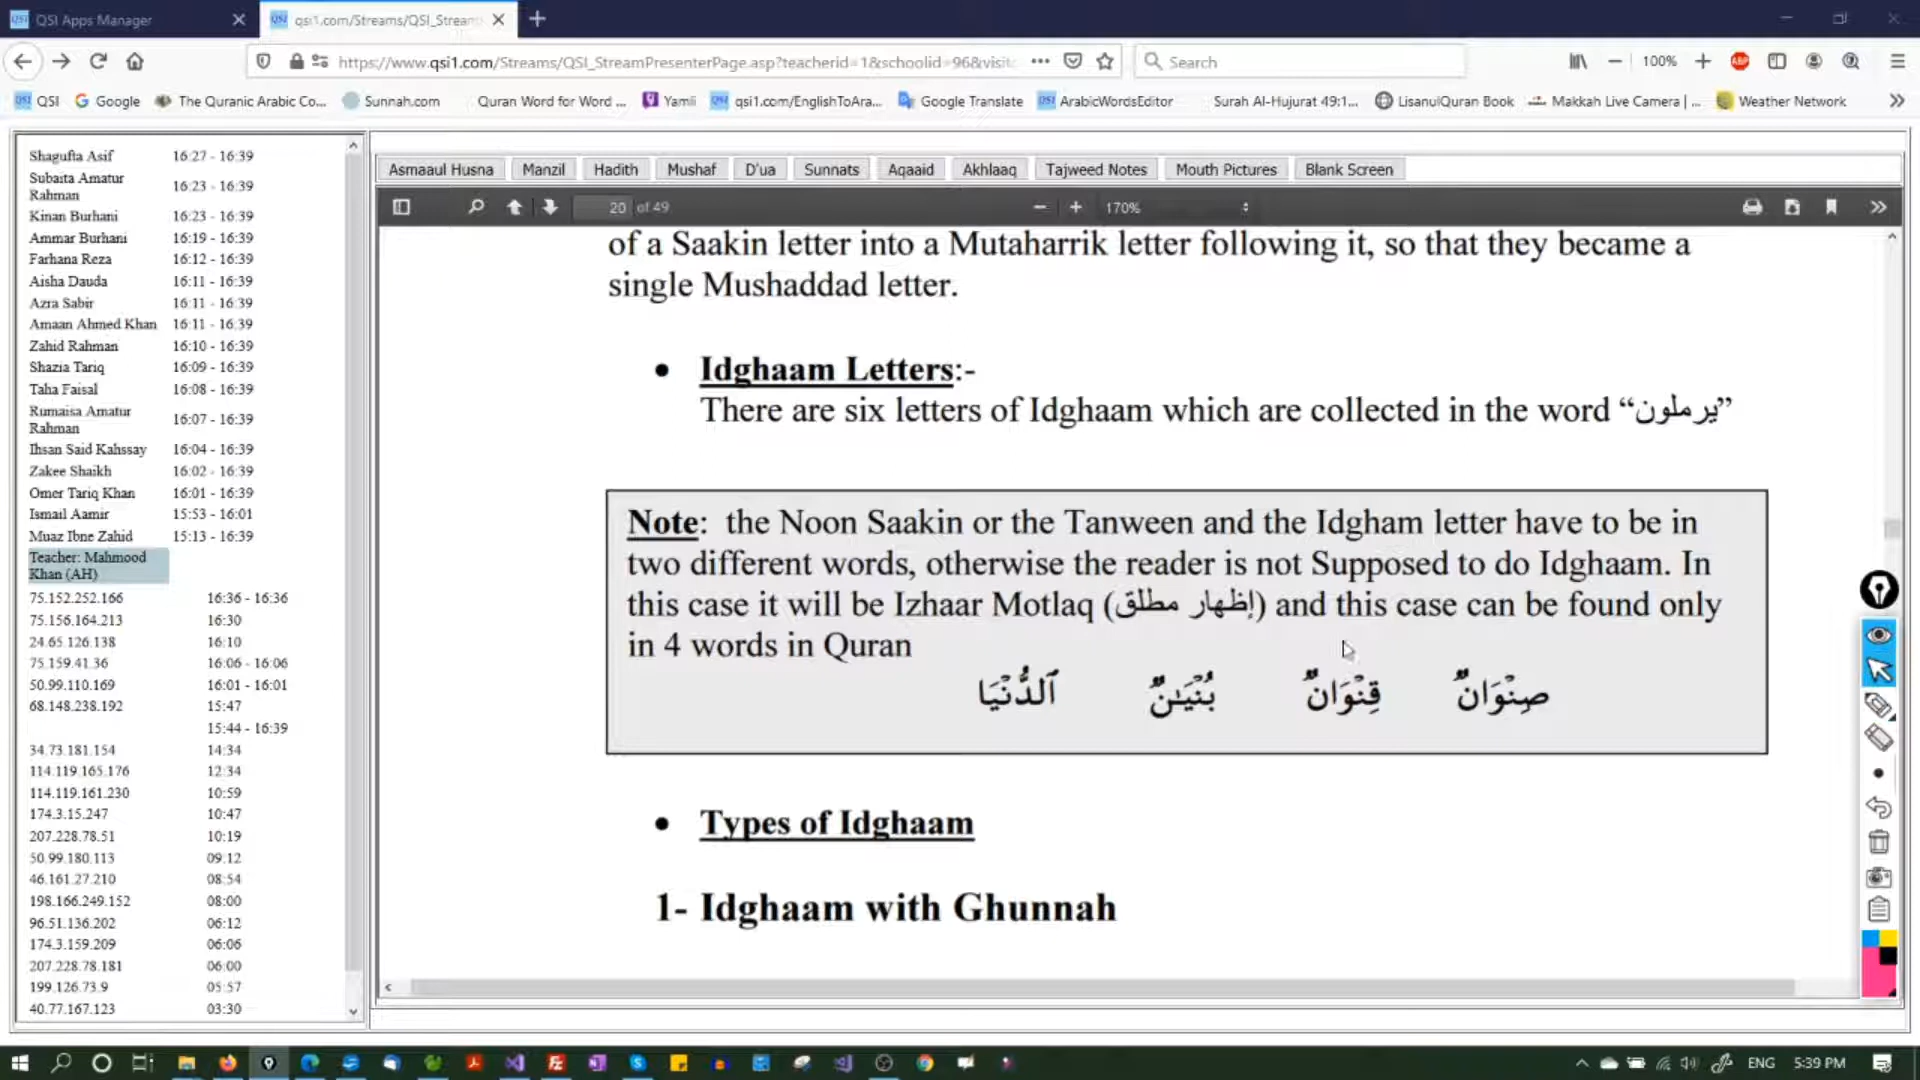 QSI Apps Manager
qsi1.com/Streams/QSI_Stream
https://www.qsi1.com/Streams/QSI_StreamPresenterPage.asp?teacherid=1&schoolid=96&visit
Search
100%
QSI
Google
The Quranic Arabic Co...
Sunnah.com
Quran Word for Word ...
Yamli
qsi1.com/EnglishToAra...
Google Translate
ArabicWordsEditor
Surah Al-Hujurat 49:1...
LisanulQuran Book
Makkah Live Camera | ...
Weather Network
Shagufta Asif 16:27 - 16:39
Subaita Amatur
Rahman 16:23 - 16:39
Kinan Burhani 16:23 - 16:39
Ammar Burhani 16:19 - 16:39
Farhana Reza 16:12 - 16:39
Aisha Dauda 16:11 - 16:39
Azra Sabir 16:11 - 16:39
Amaan Ahmed Khan 16:11 - 16:39
Zahid Rahman 16:10 - 16:39
Shazia Tariq 16:09 - 16:39
Taha Faisal 16:08 - 16:39
Rumaisa Amatur
Rahman 16:07 - 16:39
Ihsan Said Kahssay 16:04 - 16:39
Zakee Shaikh 16:02 - 16:39
Omer Tariq Khan 16:01 - 16:39
Ismail Aamir 15:53 - 16:01
Muaz Ibne Zahid 15:13 - 16:39
Teacher: Mahmood
Khan (AH)
75.152.252.166 16:36 - 16:36
75.156.164.213 16:30
24.65.126.138 16:10
75.159.41.36 16:06 - 16:06
50.99.110.169 16:01 - 16:01
68.148.238.192 15:47
15:44 - 16:39
34.73.181.154 14:34
114.119.165.176 12:34
114.119.161.230 10:59
174.3.15.247 10:47
207.228.78.51 10:19
50.99.180.113 09:12
46.161.27.210 08:54
198.166.249.152 08:00
96.51.136.202 06:12
174.3.159.209 06:06
207.228.78.181 06:00
199.126.73.9 05:57
40.77.167.123 03:30
Asmaaul Husna
Manzil
Hadith
Mushaf
D'ua
Sunnats
Aqaaid
Akhlaaq
Tajweed Notes
Mouth Pictures
Blank Screen
20 of 49
170%
of a Saakin letter into a Mutaharrik letter following it, so that they became a
single Mushaddad letter.
• Idghaam Letters:-
There are six letters of Idghaam which are collected in the word “يرملون”
Note: the Noon Saakin or the Tanween and the Idgham letter have to be in
two different words, otherwise the reader is not Supposed to do Idghaam. In
this case it will be Izhaar Motlaq (إظهار مطلق) and this case can be found only
in 4 words in Quran
صِنْوَانٌ قِنْوَانٌ بُنْيَـٰنٌ ٱلدُّنْيَا
• Types of Idghaam
1- Idghaam with Ghunnah
ENG
5:39 PM